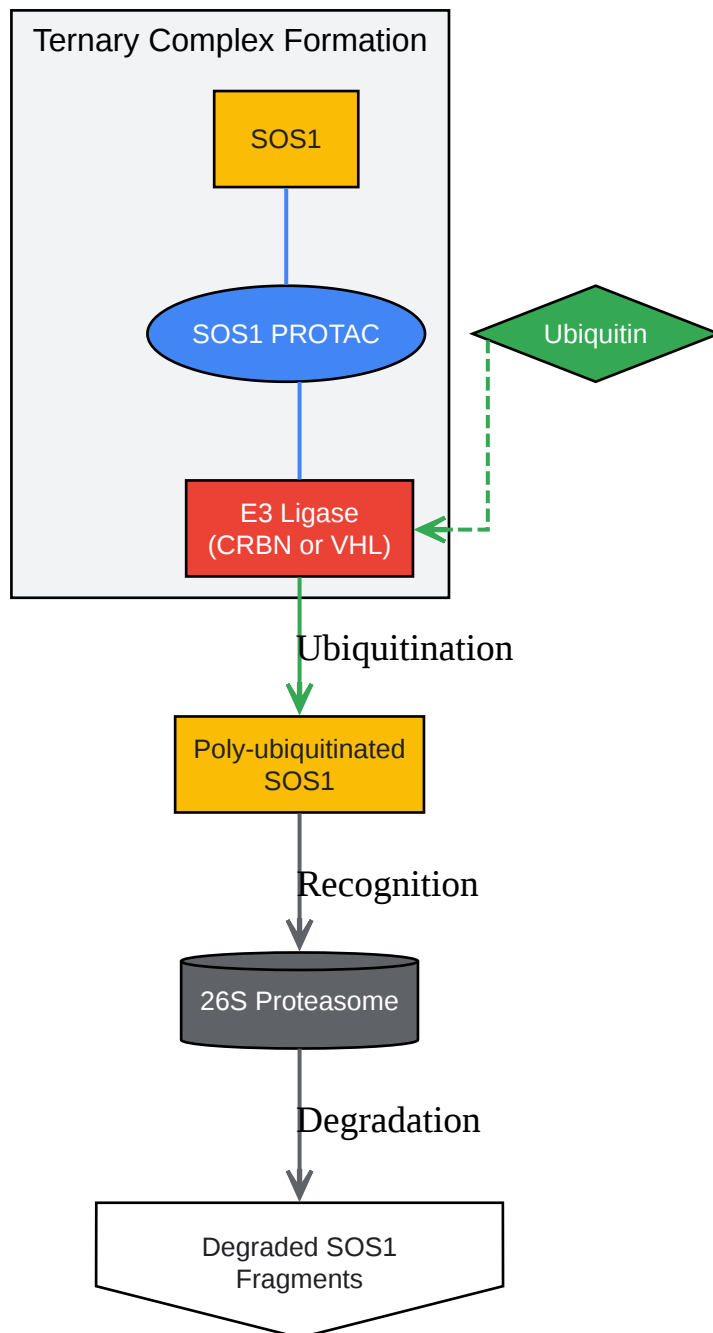 Ternary Complex Formation
SOS1
SOS1 PROTAC
Ubiquitin
E3 Ligase
(CRBN or VHL)
Ubiquitination
Poly-ubiquitinated
SOS1
Recognition
26S Proteasome
Degradation
Degraded SOS1
Fragments